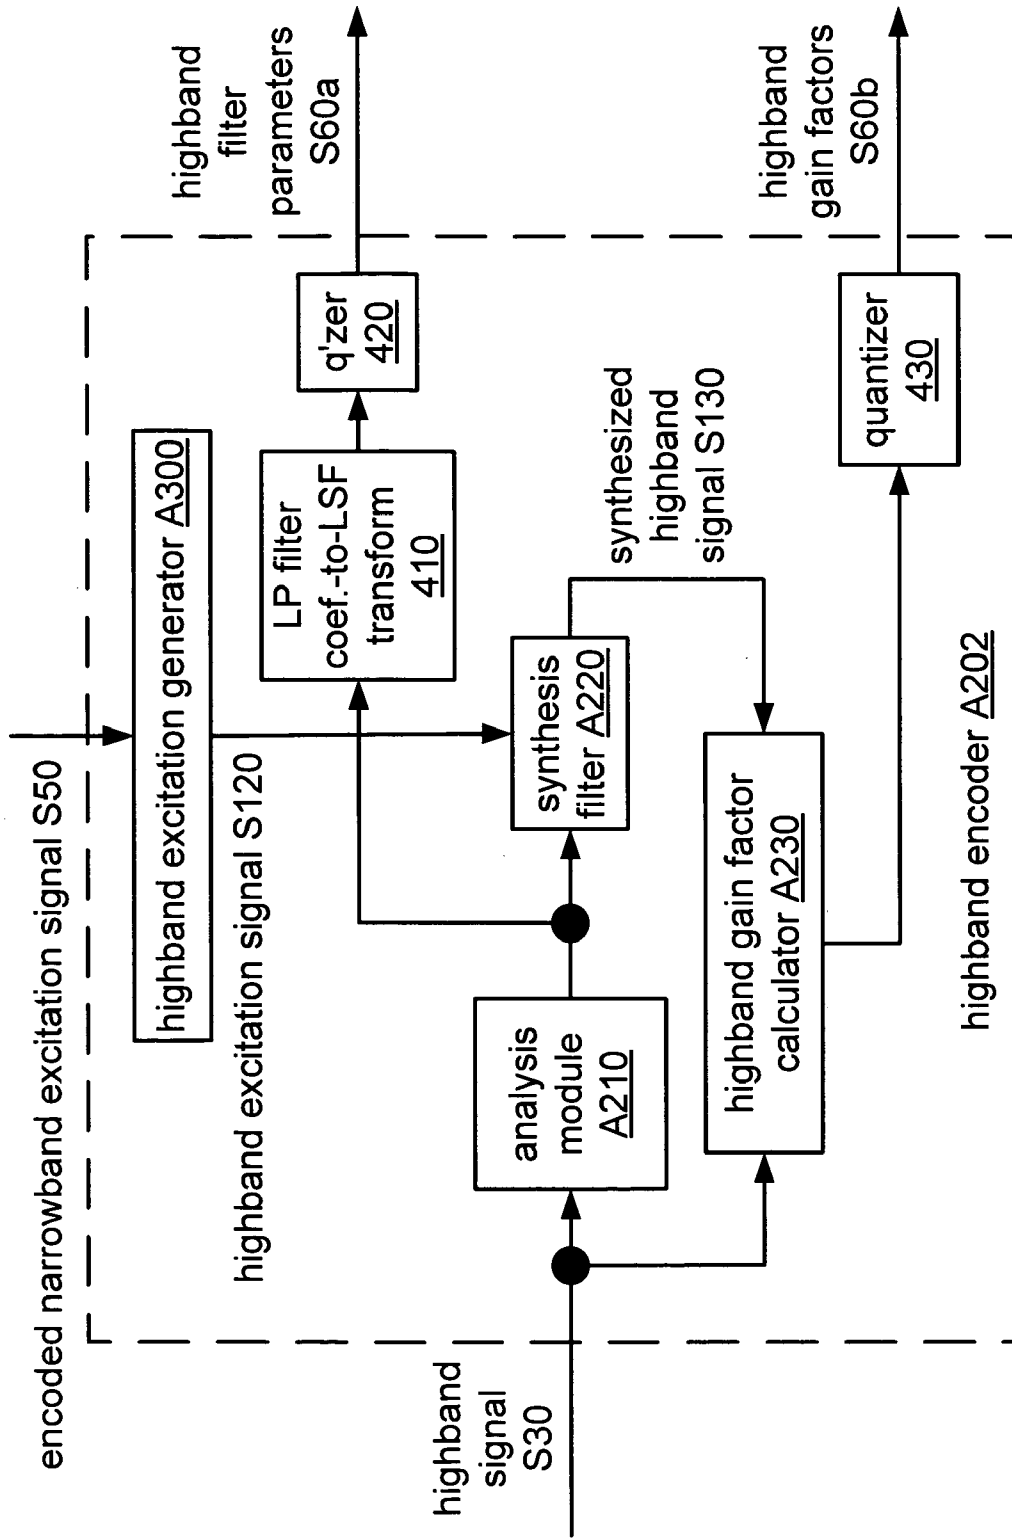 encoded narrowband excitation signal S50
highband excitation generator A300
highband excitation signal S120
highband
filter
parameters
S60a
LP filter
coef.-to-LSF
transform
410
q'zer
420
highband
signal
S30
analysis
module
A210
synthesis
filter A220
synthesized
highband
signal S130
highband gain factor
calculator A230
quantizer
430
highband
gain factors
S60b
highband encoder A202